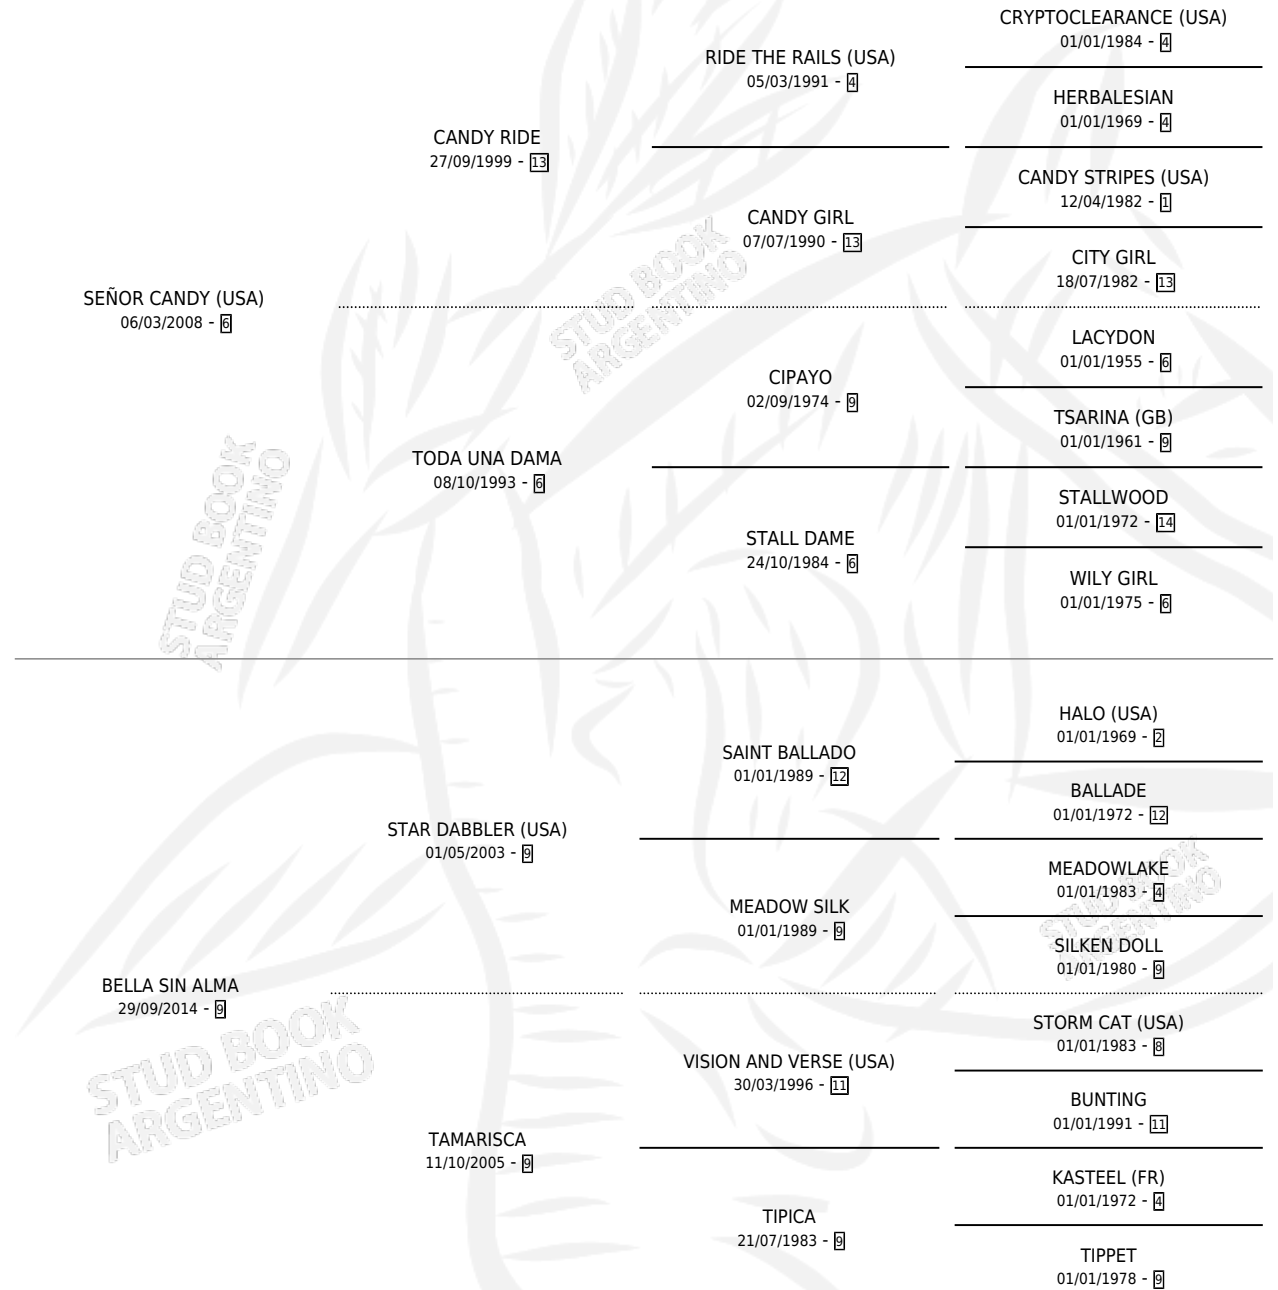 CRYPTOCLEARANCE (USA)
01/01/1984 - 4
RIDE THE RAILS (USA)
05/03/1991 - 4
HERBALESIAN
01/01/1969 - 4
CANDY RIDE
27/09/1999 - 13
CANDY STRIPES (USA)
12/04/1982 - 1
CANDY GIRL
07/07/1990 - 13
CITY GIRL
18/07/1982 - 13
SEÑOR CANDY (USA)
06/03/2008 - 6
LACYDON
01/01/1955 - 6
CIPAYO
02/09/1974 - 9
TSARINA (GB)
01/01/1961 - 9
TODA UNA DAMA
08/10/1993 - 6
STALLWOOD
01/01/1972 - 14
STALL DAME
24/10/1984 - 6
WILY GIRL
01/01/1975 - 6
HALO (USA)
01/01/1969 - 2
SAINT BALLADO
01/01/1989 - 12
BALLADE
01/01/1972 - 12
STAR DABBLER (USA)
01/05/2003 - 9
MEADOWLAKE
01/01/1983 - 4
MEADOW SILK
01/01/1989 - 9
SILKEN DOLL
01/01/1980 - 9
BELLA SIN ALMA
29/09/2014 - 9
STORM CAT (USA)
01/01/1983 - 8
VISION AND VERSE (USA)
30/03/1996 - 11
BUNTING
01/01/1991 - 11
TAMARISCA
11/10/2005 - 9
KASTEEL (FR)
01/01/1972 - 4
TIPICA
21/07/1983 - 9
TIPPET
01/01/1978 - 9
STUD BOOK
ARGENTINO
STUD BOOK
ARGENTINO
STUD BOOK
ARGENTINO
STUD BOOK
ARGENTINO